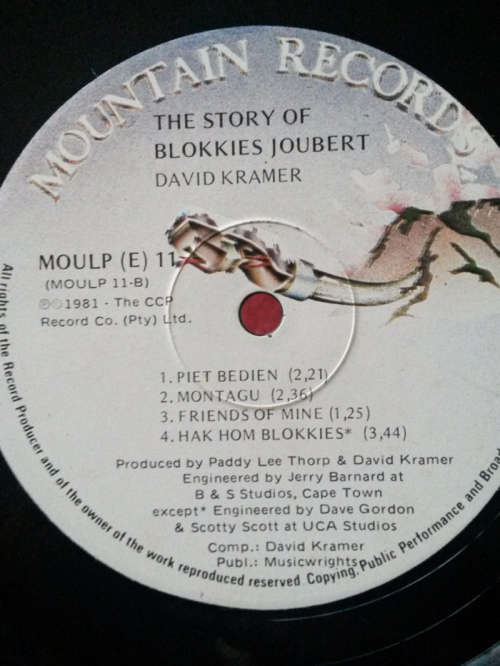 MOUNTAIN RECORDS
THE STORY OF
BLOKKIES JOUBERT
DAVID KRAMER
MOULP (E) 11
(MOULP 11-B)
℗©1981 - The CCP
Record Co. (Pty) Ltd.
1. PIET BEDIEN (2,21)
2. MONTAGU (2,36)
3. FRIENDS OF MINE (1,25)
4. HAK HOM BLOKKIES* (3,44)
Produced by Paddy Lee Thorp & David Kramer
Engineered by Jerry Barnard at
B & S Studios, Cape Town
except* Engineered by Dave Gordon
& Scotty Scott at UCA Studios
Comp.: David Kramer
Publ.: Musicwrights
All rights of the Record Producer and of the owner of the work reproduced reserved. Copying, Public Performance and Broad